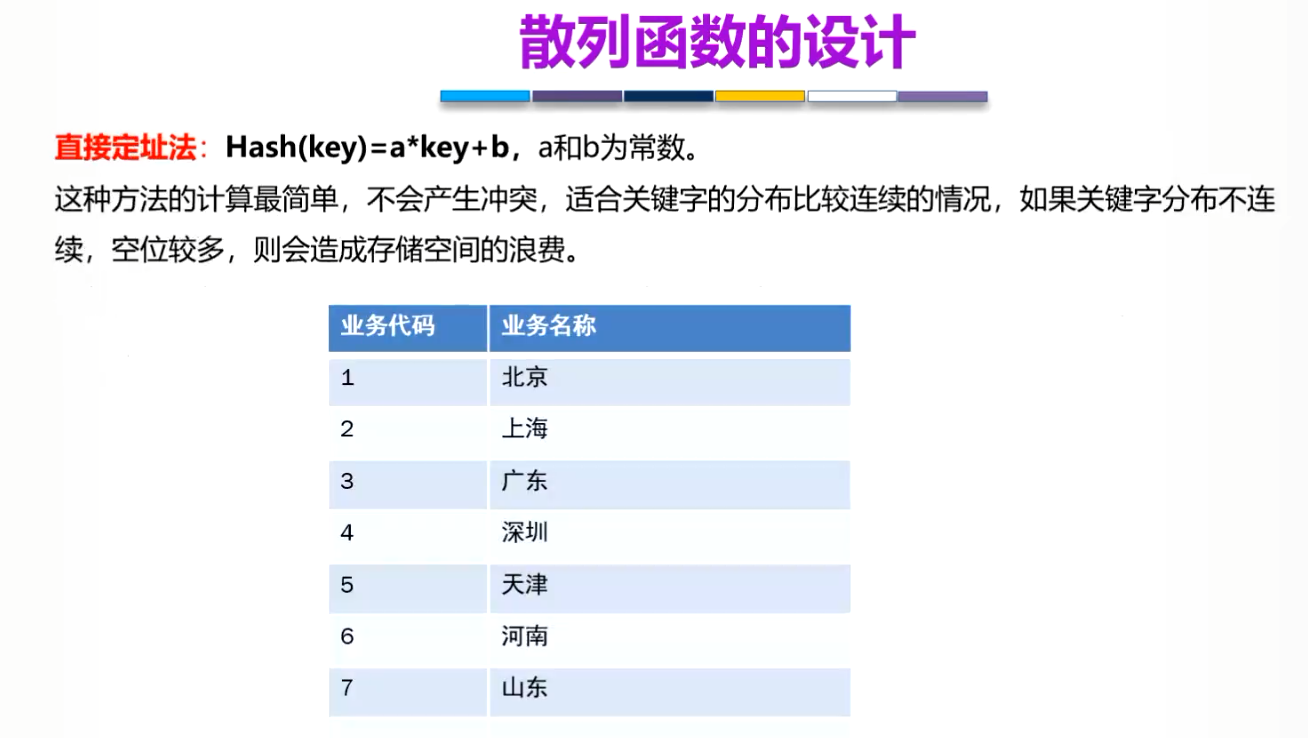 散列函数的设计
直接定址法：Hash(key)=a*key+b，a和b为常数。
这种方法的计算最简单，不会产生冲突，适合关键字的分布比较连续的情况，如果关键字分布不连
续，空位较多，则会造成存储空间的浪费。
业务代码 业务名称
1 北京
2 上海
3 广东
4 深圳
5 天津
6 河南
7 山东